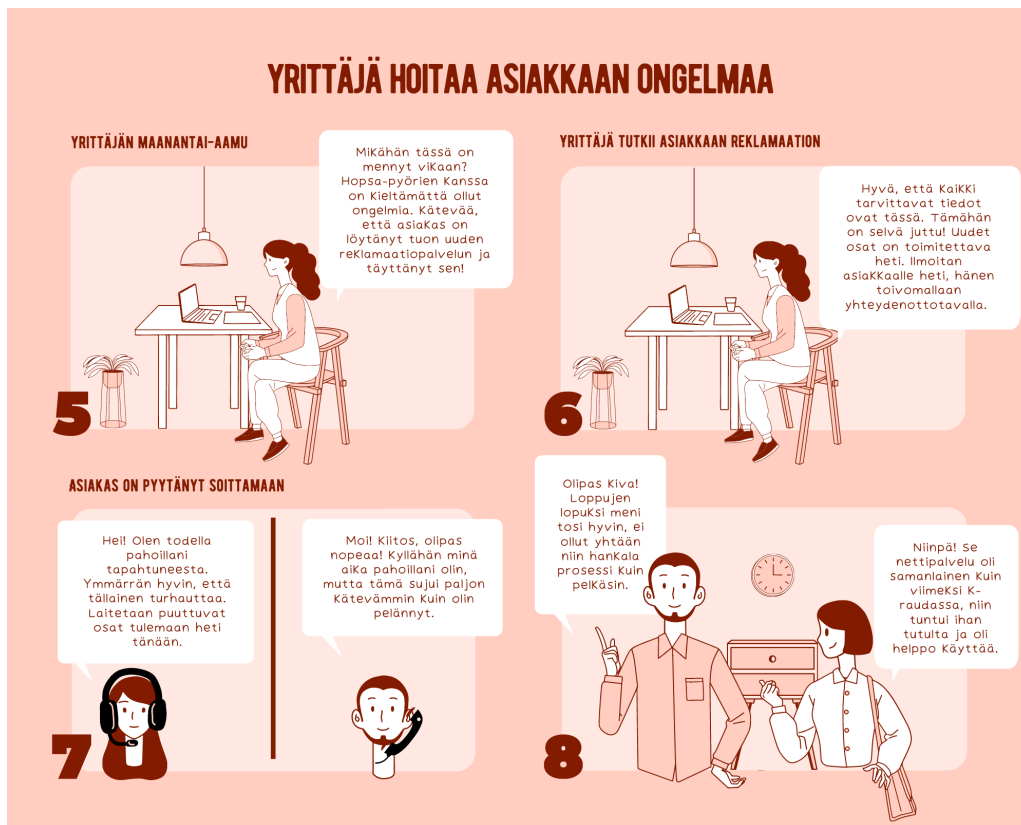 YRITTÄJÄ HOITAA ASIAKKAAN ONGELMAA
YRITTÄJÄN MAANANTAI-AAMU
Mikähän tässä on
mennyt vikaan?
Hopsa-pyörien kanssa
on kieltämättä ollut
ongelmia. Kätevää,
että asiakas on
löytänyt tuon uuden
reklamaatiopalvelun ja
täyttänyt sen!
5
YRITTÄJÄ TUTKII ASIAKKAAN REKLAMAATION
Hyvä, että kaikki
tarvittavat tiedot
ovat tässä. Tämähän
on selvä juttu! Uudet
osat on toimitettava
heti. Ilmoitan
asiakkaalle heti, hänen
toivomallaan
yhteydenottotavalla.
6
ASIAKAS ON PYYTÄNYT SOITTAMAAN
Hei! Olen todella
pahoillani
tapahtuneesta.
Ymmärrän hyvin, että
tällainen turhauttaa.
Laitetaan puuttuvat
osat tulemaan heti
tänään.
Moi! Kiitos, olipas
nopeaa! Kyllähän minä
aika pahoillani olin,
mutta tämä sujui paljon
kätevämmin kuin olin
pelännyt.
7
Olipas kiva!
Loppujen
lopuksi meni
tosi hyvin, ei
ollut yhtään
niin hankala
prosessi kuin
pelkäsin.
Niinpä! Se
nettipalvelu oli
samanlainen kuin
viimeksi K-
raudassa, niin
tuntui ihan
tutulta ja oli
helppo käyttää.
8